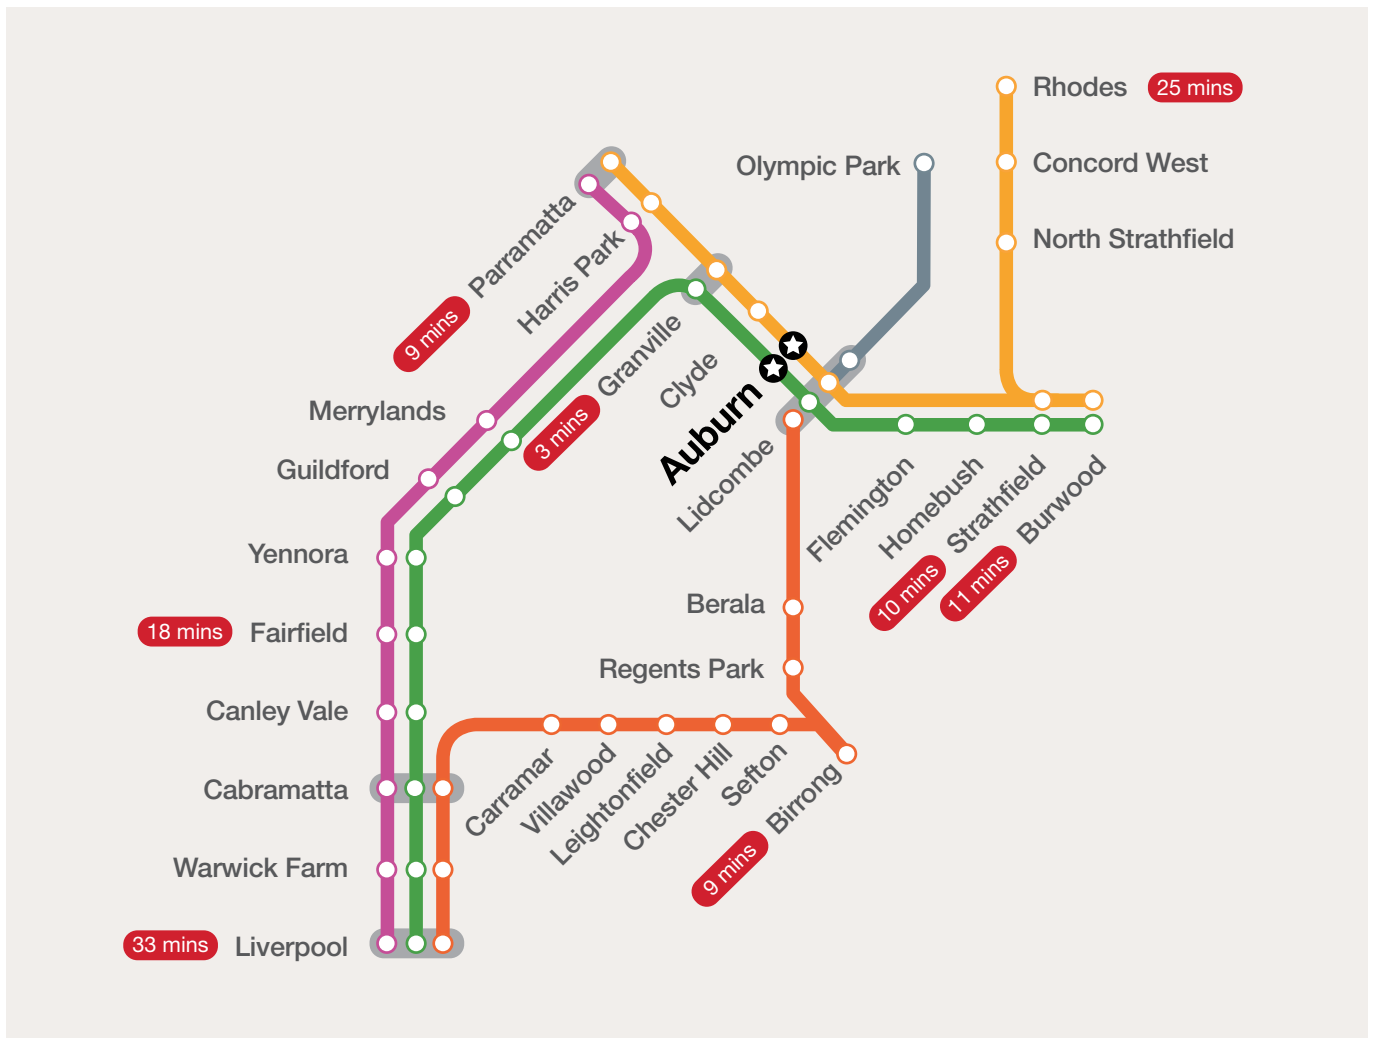 Rhodes 25 mins
Concord West
North Strathfield
Olympic Park
Parramatta
9 mins
Harris Park
Granville
3 mins
Clyde
Auburn
Lidcombe
Flemington
Homebush
Strathfield
10 mins
Burwood
11 mins
Merrylands
Guildford
Yennora
18 mins Fairfield
Canley Vale
Cabramatta
Warwick Farm
33 mins Liverpool
Berala
Regents Park
Carramar
Villawood
Leightonfield
Chester Hill
Sefton
Birrong
9 mins